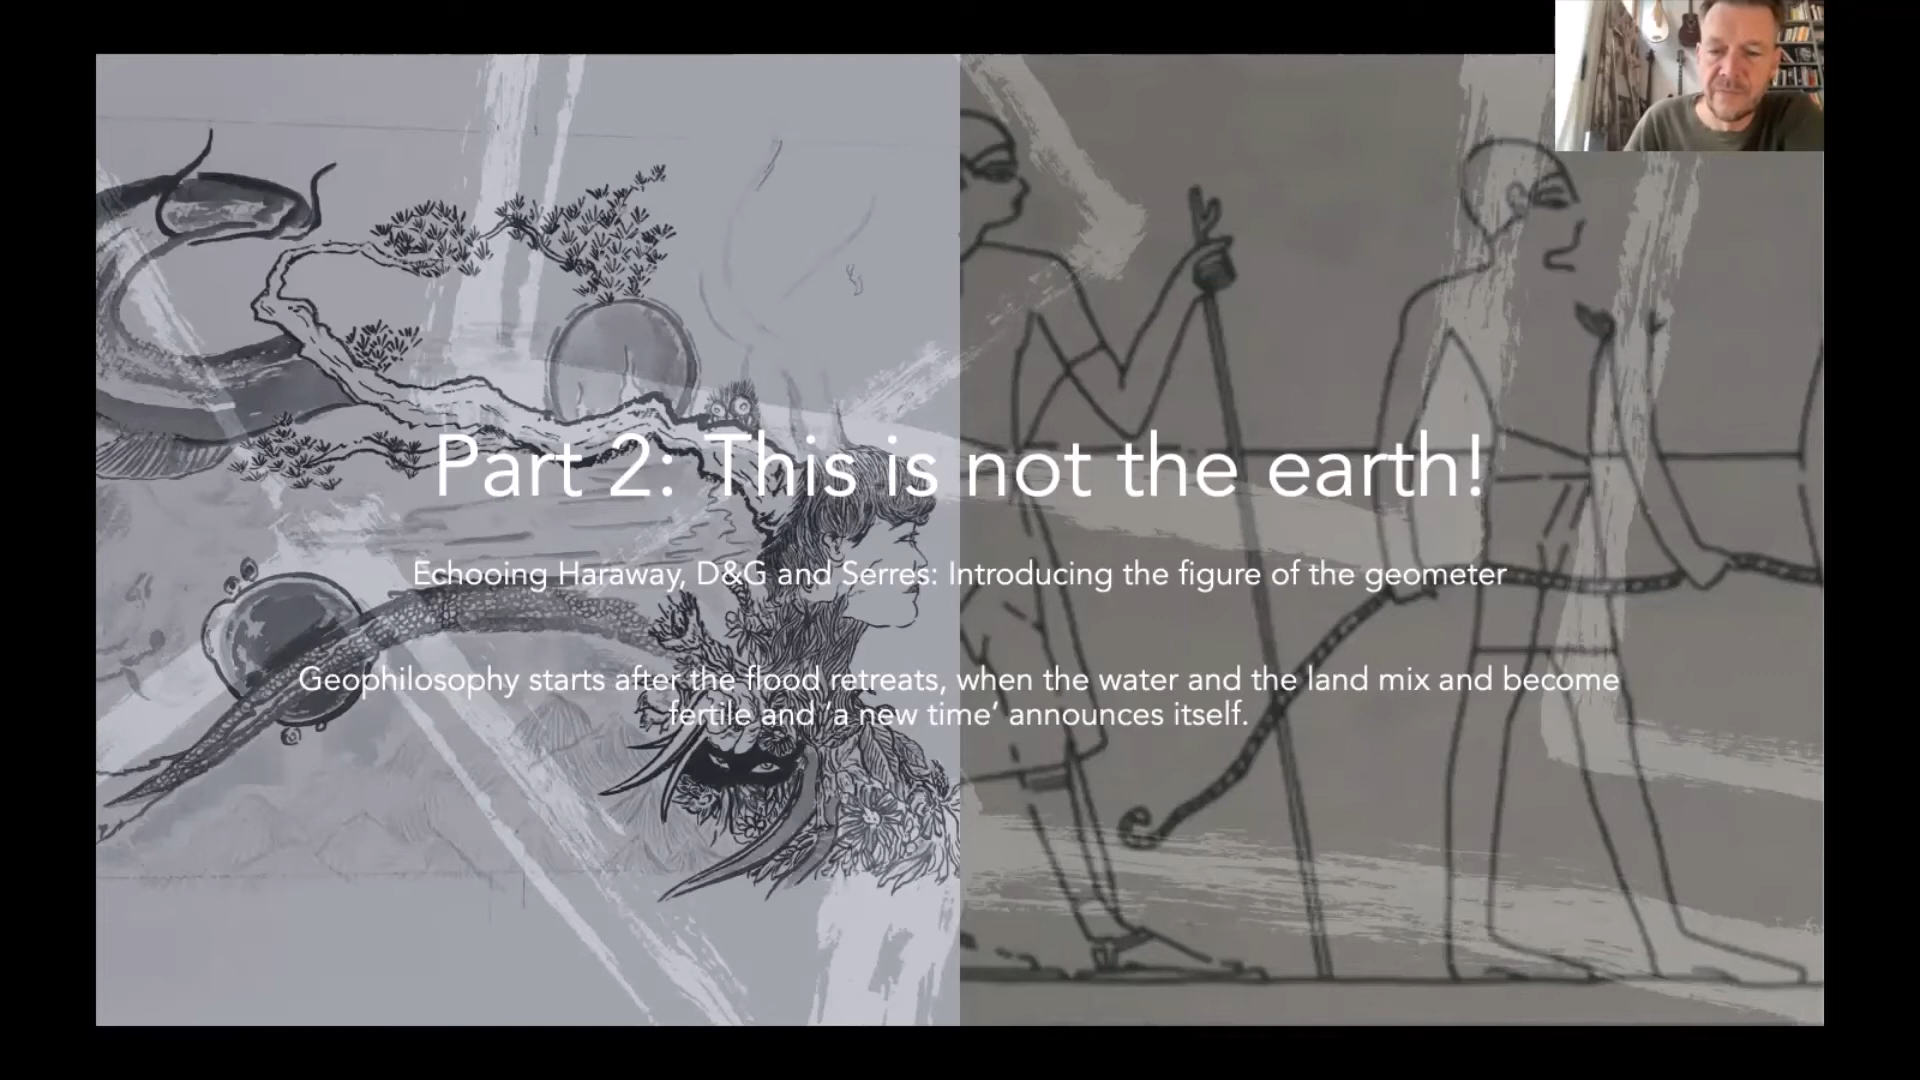 Part 2: This is not the earth!
Echooing Haraway, D&G and Serres: Introducing the figure of the geometer
Geophilosophy starts after the flood retreats, when the water and the land mix and become
fertile and ‘a new time’ announces itself.